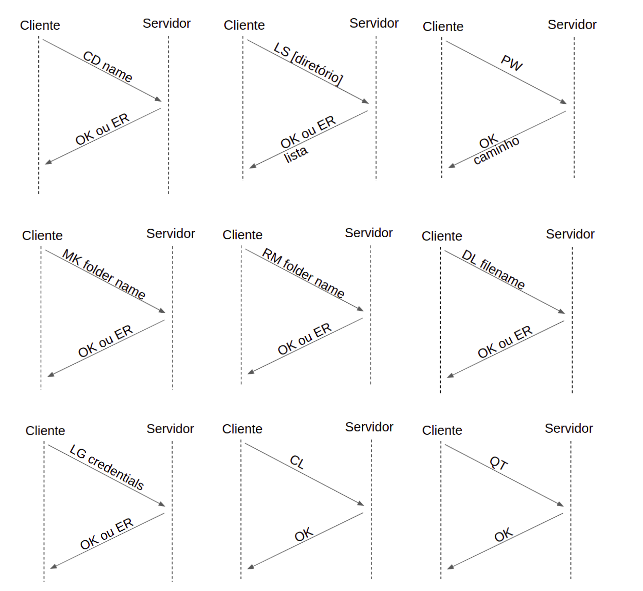 Cliente Servidor
CD name
OK ou ER
Cliente Servidor
LS [diretório]
OK ou ER
lista
Cliente Servidor
PW
OK
caminho
Cliente Servidor
MK folder name
OK ou ER
Cliente Servidor
RM folder name
OK ou ER
Cliente Servidor
DL filename
OK ou ER
Cliente Servidor
LG credentials
OK ou ER
Cliente Servidor
CL
OK
Cliente Servidor
QT
OK